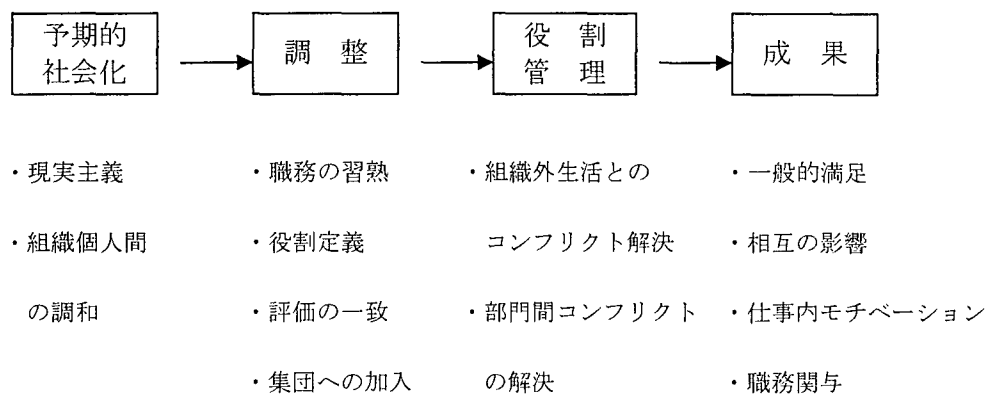 予期的
社会化
調 整
役 割
管 理
成 果
・現実主義
・組織個人間
の調和
・職務の習熟
・役割定義
・評価の一致
・集団への加入
・組織外生活との
コンフリクト解決
・部門間コンフリクト
の解決
・一般的満足
・相互の影響
・仕事内モチベーション
・職務関与